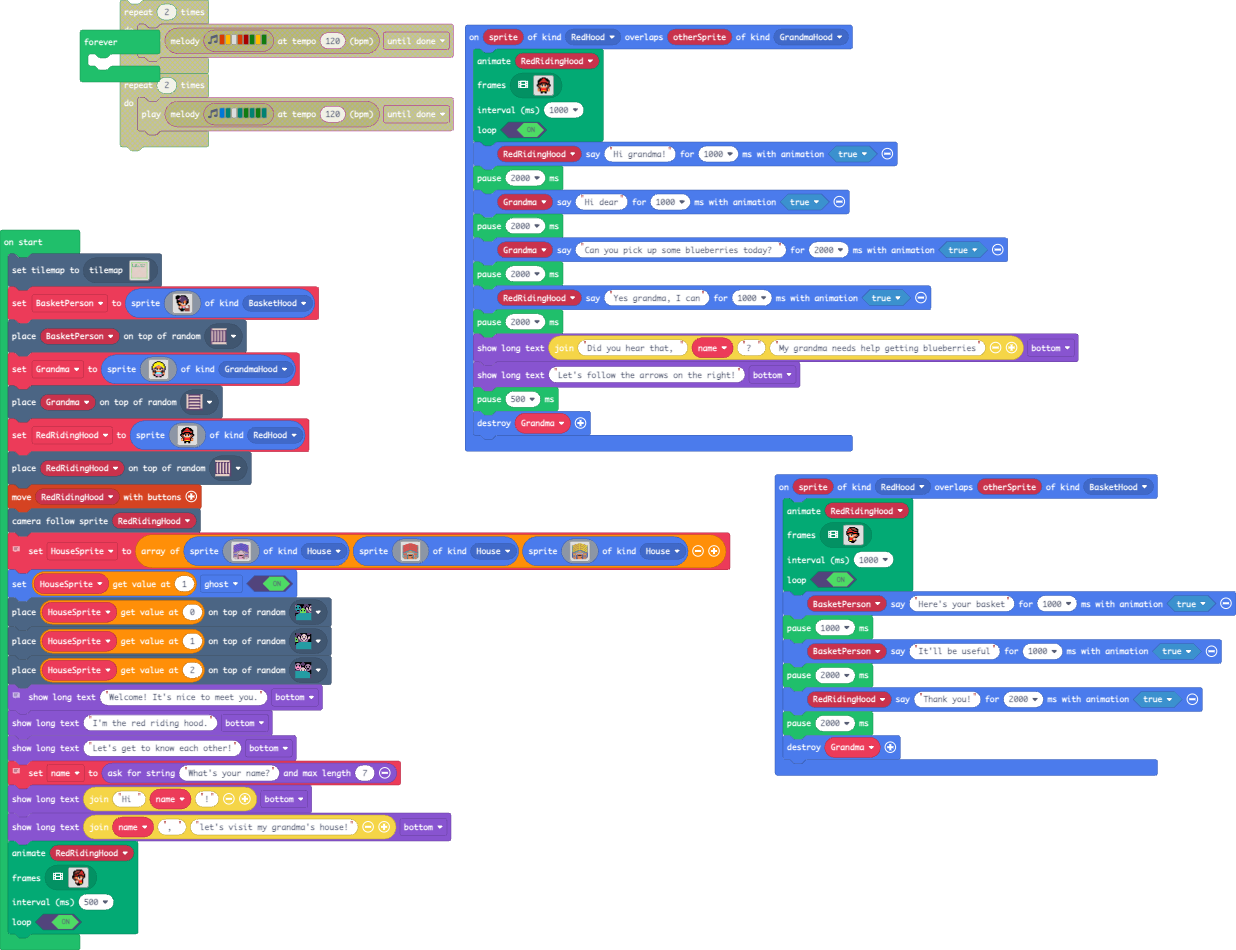 repeat 2 times
melody at tempo 120 (bpm) until done
forever
repeat 2 times
do
play melody at tempo 120 (bpm) until done
on start
set tilemap to tilemap
set BasketPerson to sprite of kind BasketHood
place BasketPerson on top of random
set Grandma to sprite of kind GrandmaHood
place Grandma on top of random
set RedRidingHood to sprite of kind RedHood
place RedRidingHood on top of random
move RedRidingHood with buttons
camera follow sprite RedRidingHood
set HouseSprite to array of sprite of kind House sprite of kind House sprite of kind House
set HouseSprite get value at 1 ghost ON
place HouseSprite get value at 0 on top of random
place HouseSprite get value at 1 on top of random
place HouseSprite get value at 2 on top of random
show long text "Welcome! It's nice to meet you." bottom
show long text "I'm the red riding hood." bottom
show long text "Let's get to know each other!" bottom
set name to ask for string "What's your name?" and max length 7
show long text join "Hi " name "!" bottom
show long text join name ", " "let's visit my grandma's house!" bottom
animate RedRidingHood
frames
interval (ms) 500
loop ON
on sprite of kind RedHood overlaps otherSprite of kind GrandmaHood
animate RedRidingHood
frames
interval (ms) 1000
loop ON
RedRidingHood say "Hi grandma!" for 1000 ms with animation true
pause 2000 ms
Grandma say "Hi dear" for 1000 ms with animation true
pause 2000 ms
Grandma say "Can you pick up some blueberries today?" for 2000 ms with animation true
pause 2000 ms
RedRidingHood say "Yes grandma, I can" for 1000 ms with animation true
pause 2000 ms
show long text join "Did you hear that, " name "? " "My grandma needs help getting blueberries" bottom
show long text "Let's follow the arrows on the right!" bottom
pause 500 ms
destroy Grandma
on sprite of kind RedHood overlaps otherSprite of kind BasketHood
animate RedRidingHood
frames
interval (ms) 1000
loop ON
BasketPerson say "Here's your basket" for 1000 ms with animation true
pause 1000 ms
BasketPerson say "It'll be useful" for 1000 ms with animation true
pause 2000 ms
RedRidingHood say "Thank you!" for 2000 ms with animation true
pause 2000 ms
destroy Grandma